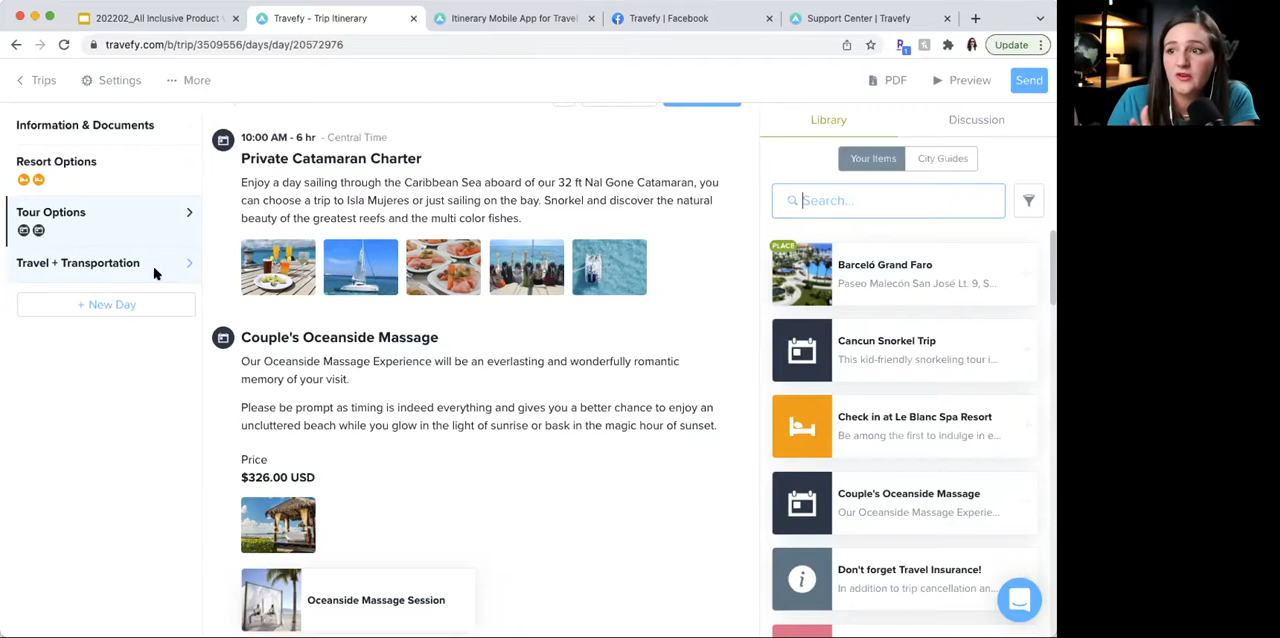 202202_All Inclusive Product
Travefy - Trip Itinerary
Itinerary Mobile App for Travel
Travefy | Facebook
Support Center | Travefy
travefy.com/b/trip/3509556/days/day/20572976
Update
Trips
Settings
More
PDF
Preview
Send
Information & Documents
Resort Options
Tour Options
Travel + Transportation
+ New Day
10:00 AM - 6 hr - Central Time
Private Catamaran Charter
Enjoy a day sailing through the Caribbean Sea aboard of our 32 ft Nal Gone Catamaran, you
can choose a trip to Isla Mujeres or just sailing on the bay. Snorkel and discover the natural
beauty of the greatest reefs and the multi color fishes.
Couple's Oceanside Massage
Our Oceanside Massage Experience will be an everlasting and wonderfully romantic
memory of your visit.
Please be prompt as timing is indeed everything and gives you a better chance to enjoy an
uncluttered beach while you glow in the light of sunrise or bask in the magic hour of sunset.
Price
$326.00 USD
Oceanside Massage Session
Library
Discussion
Your Items
City Guides
Search...
PLACE
Barceló Grand Faro
Paseo Malecón San José Lt. 9, S...
Cancun Snorkel Trip
This kid-friendly snorkeling tour i...
Check in at Le Blanc Spa Resort
Be among the first to indulge in e...
Couple's Oceanside Massage
Our Oceanside Massage Experie...
Don't forget Travel Insurance!
In addition to trip cancellation an...